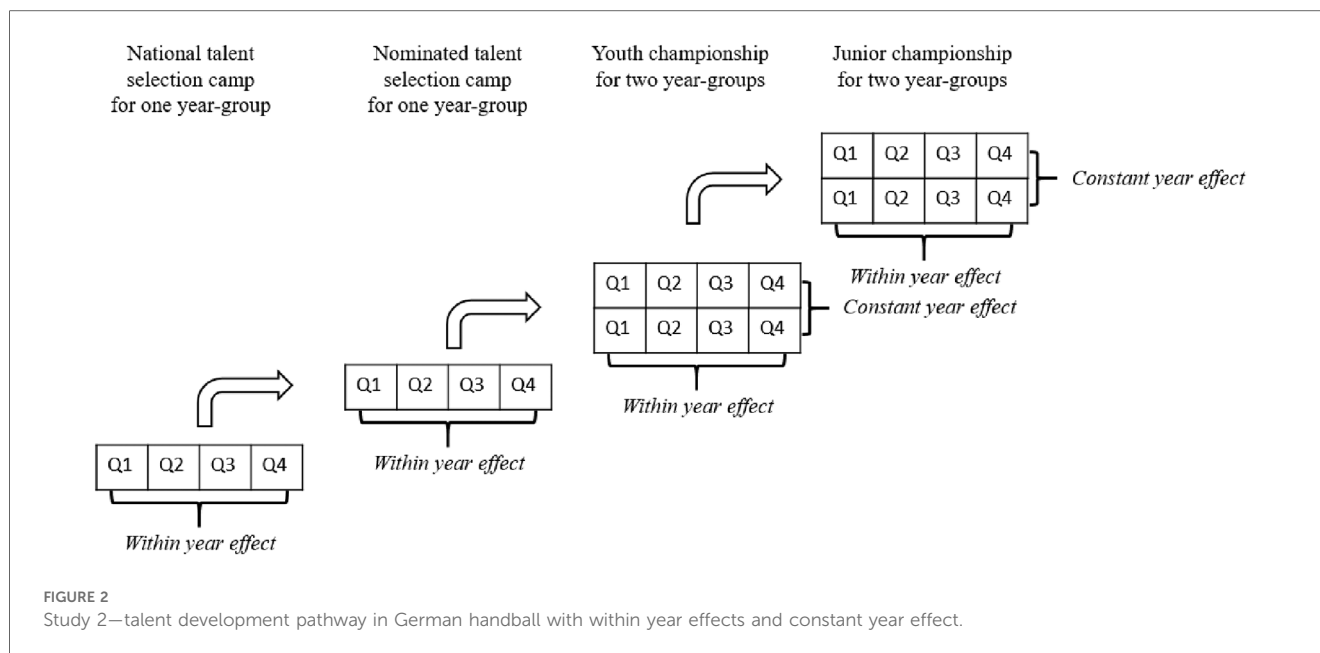 National talent
selection camp
for one year-group
Nominated talent
selection camp
for one year-group
Youth championship
for two year-groups
Junior championship
for two year-groups
Q1 Q2 Q3 Q4
Q1 Q2 Q3 Q4
Constant year effect
Within year effect
Q1 Q2 Q3 Q4
Q1 Q2 Q3 Q4
Constant year effect
Within year effect
Q1 Q2 Q3 Q4
Within year effect
Q1 Q2 Q3 Q4
Within year effect
FIGURE 2
Study 2—talent development pathway in German handball with within year effects and constant year effect.